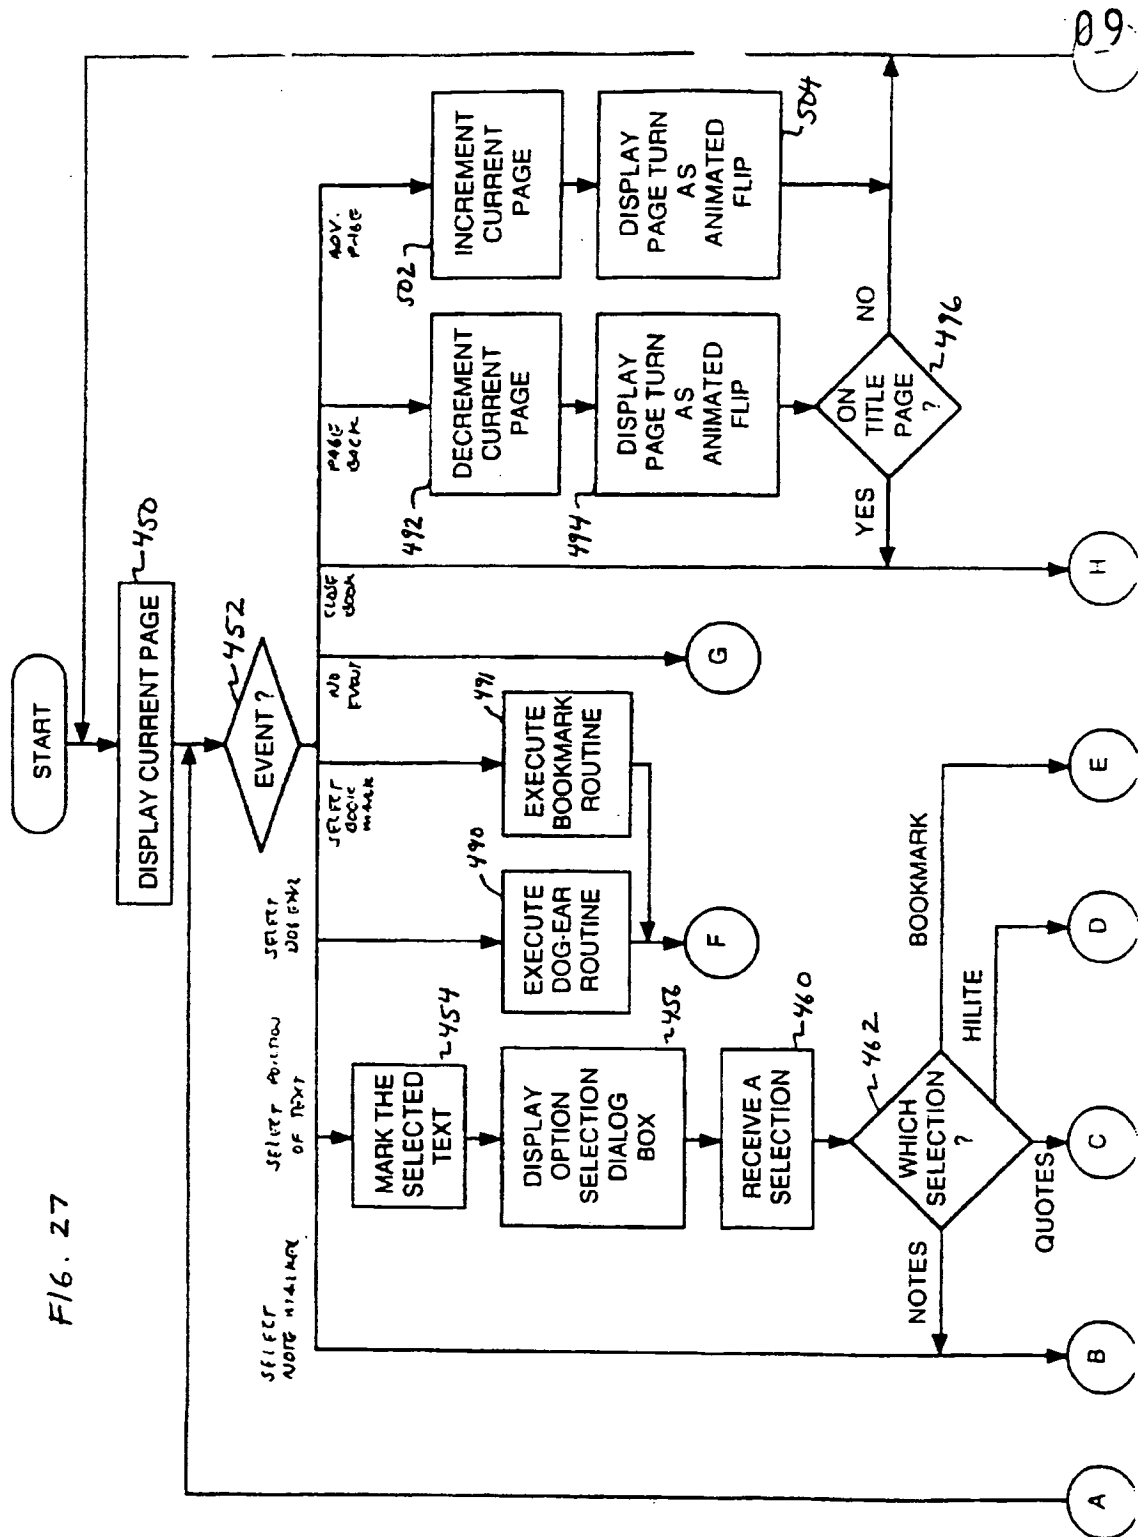 FIG. 27
START
DISPLAY CURRENT PAGE
450
EVENT ?
452
SELECT
NOTE
SELECT PORTION
OF TEXT
SELECT
DOG EAR
SELECT
BOOK
MARK
NO
EVENT
CLOSE
BOOK
PAGE
BACK
ADV.
PAGE
MARK THE
SELECTED
TEXT
454
DISPLAY
OPTION
SELECTION
DIALOG
BOX
456
RECEIVE A
SELECTION
460
WHICH
SELECTION
?
462
NOTES
QUOTES
HILITE
BOOKMARK
490
EXECUTE
DOG-EAR
ROUTINE
491
EXECUTE
BOOKMARK
ROUTINE
492
DECREMENT
CURRENT
PAGE
494
DISPLAY
PAGE TURN
AS
ANIMATED
FLIP
ON
TITLE
PAGE
?
496
YES
NO
502
INCREMENT
CURRENT
PAGE
DISPLAY
PAGE TURN
AS
ANIMATED
FLIP
504
A
B
C
D
E
F
G
H
09